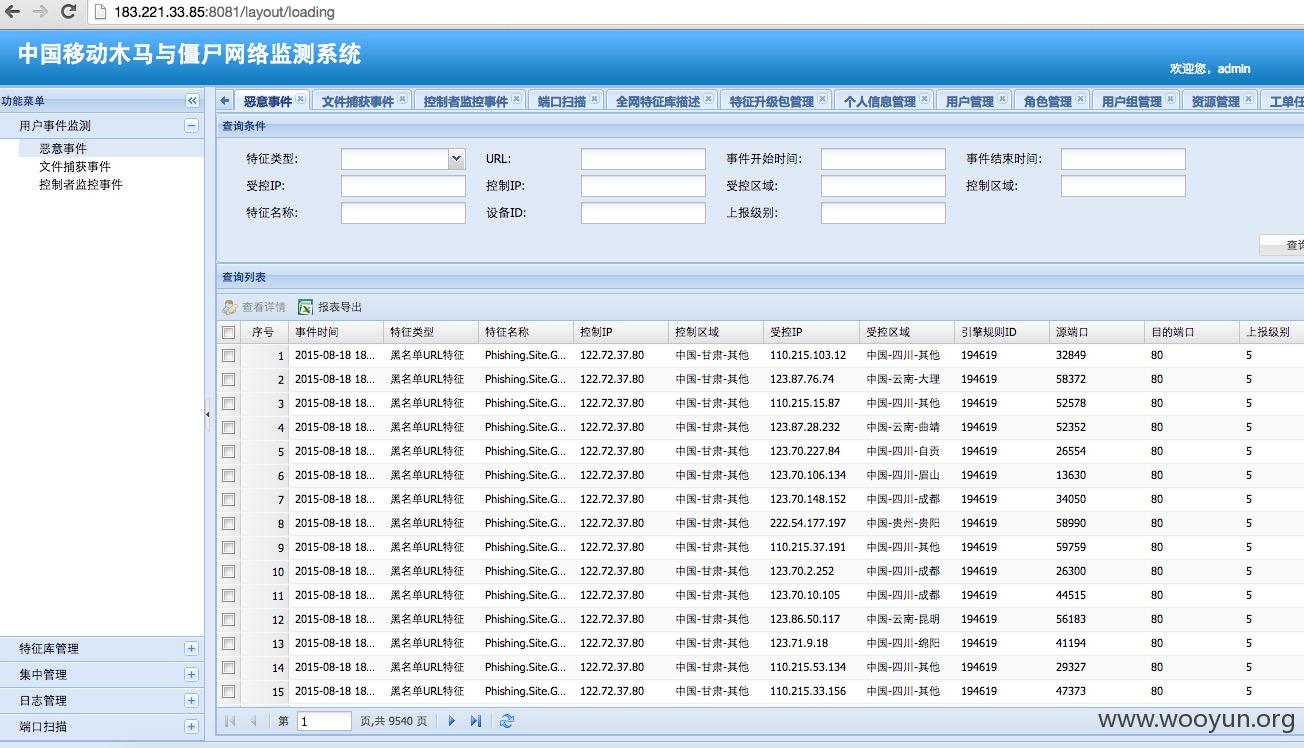 183.221.33.85:8081/layout/loading
中国移动木马与僵尸网络监测系统
欢迎您，admin
功能菜单
用户事件监测
恶意事件
文件捕获事件
控制者监控事件
特征库管理
集中管理
日志管理
端口扫描
恶意事件 文件捕获事件 控制者监控事件 端口扫描 全网特征库描述 特征升级包管理 个人信息管理 用户管理 角色管理 用户组管理 资源管理 工单任
查询条件
特征类型: URL: 事件开始时间: 事件结束时间:
受控IP: 控制IP: 受控区域: 控制区域:
特征名称: 设备ID: 上报级别:
查询
查询列表
查看详情 报表导出
序号 事件时间 特征类型 特征名称 控制IP 控制区域 受控IP 受控区域 引擎规则ID 源端口 目的端口 上报级别
1 2015-08-18 18... 黑名单URL特征 Phishing.Site.G... 122.72.37.80 中国-甘肃-其他 110.215.103.12 中国-四川-其他 194619 32849 80 5
2 2015-08-18 18... 黑名单URL特征 Phishing.Site.G... 122.72.37.80 中国-甘肃-其他 123.87.76.74 中国-云南-大理 194619 58372 80 5
3 2015-08-18 18... 黑名单URL特征 Phishing.Site.G... 122.72.37.80 中国-甘肃-其他 110.215.15.87 中国-四川-其他 194619 52578 80 5
4 2015-08-18 18... 黑名单URL特征 Phishing.Site.G... 122.72.37.80 中国-甘肃-其他 123.87.28.232 中国-云南-曲靖 194619 52352 80 5
5 2015-08-18 18... 黑名单URL特征 Phishing.Site.G... 122.72.37.80 中国-甘肃-其他 123.70.227.84 中国-四川-自贡 194619 26554 80 5
6 2015-08-18 18... 黑名单URL特征 Phishing.Site.G... 122.72.37.80 中国-甘肃-其他 123.70.106.134 中国-四川-眉山 194619 13630 80 5
7 2015-08-18 18... 黑名单URL特征 Phishing.Site.G... 122.72.37.80 中国-甘肃-其他 123.70.148.152 中国-四川-成都 194619 34050 80 5
8 2015-08-18 18... 黑名单URL特征 Phishing.Site.G... 122.72.37.80 中国-甘肃-其他 222.54.177.197 中国-贵州-贵阳 194619 58990 80 5
9 2015-08-18 18... 黑名单URL特征 Phishing.Site.G... 122.72.37.80 中国-甘肃-其他 110.215.37.191 中国-四川-其他 194619 59759 80 5
10 2015-08-18 18... 黑名单URL特征 Phishing.Site.G... 122.72.37.80 中国-甘肃-其他 123.70.2.252 中国-四川-成都 194619 26300 80 5
11 2015-08-18 18... 黑名单URL特征 Phishing.Site.G... 122.72.37.80 中国-甘肃-其他 123.70.10.105 中国-四川-成都 194619 44515 80 5
12 2015-08-18 18... 黑名单URL特征 Phishing.Site.G... 122.72.37.80 中国-甘肃-其他 123.86.50.117 中国-云南-昆明 194619 56183 80 5
13 2015-08-18 18... 黑名单URL特征 Phishing.Site.G... 122.72.37.80 中国-甘肃-其他 123.71.9.18 中国-四川-绵阳 194619 41194 80 5
14 2015-08-18 18... 黑名单URL特征 Phishing.Site.G... 122.72.37.80 中国-甘肃-其他 110.215.53.134 中国-四川-其他 194619 29327 80 5
15 2015-08-18 18... 黑名单URL特征 Phishing.Site.G... 122.72.37.80 中国-甘肃-其他 110.215.33.156 中国-四川-其他 194619 47373 80 5
第 1 页,共 9540 页
www.wooyun.org